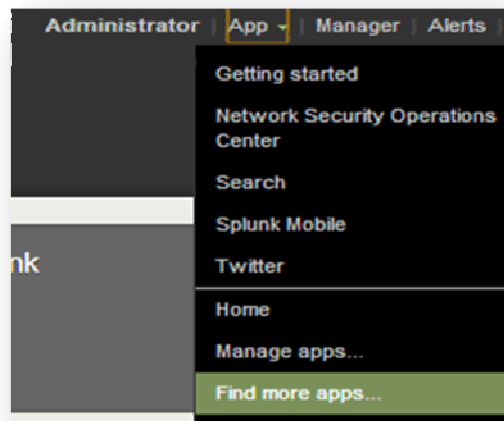 Administrator | App | Manager | Alerts |
Getting started
Network Security Operations
Center
Search
Splunk Mobile
Twitter
nk
Home
Manage apps...
Find more apps...